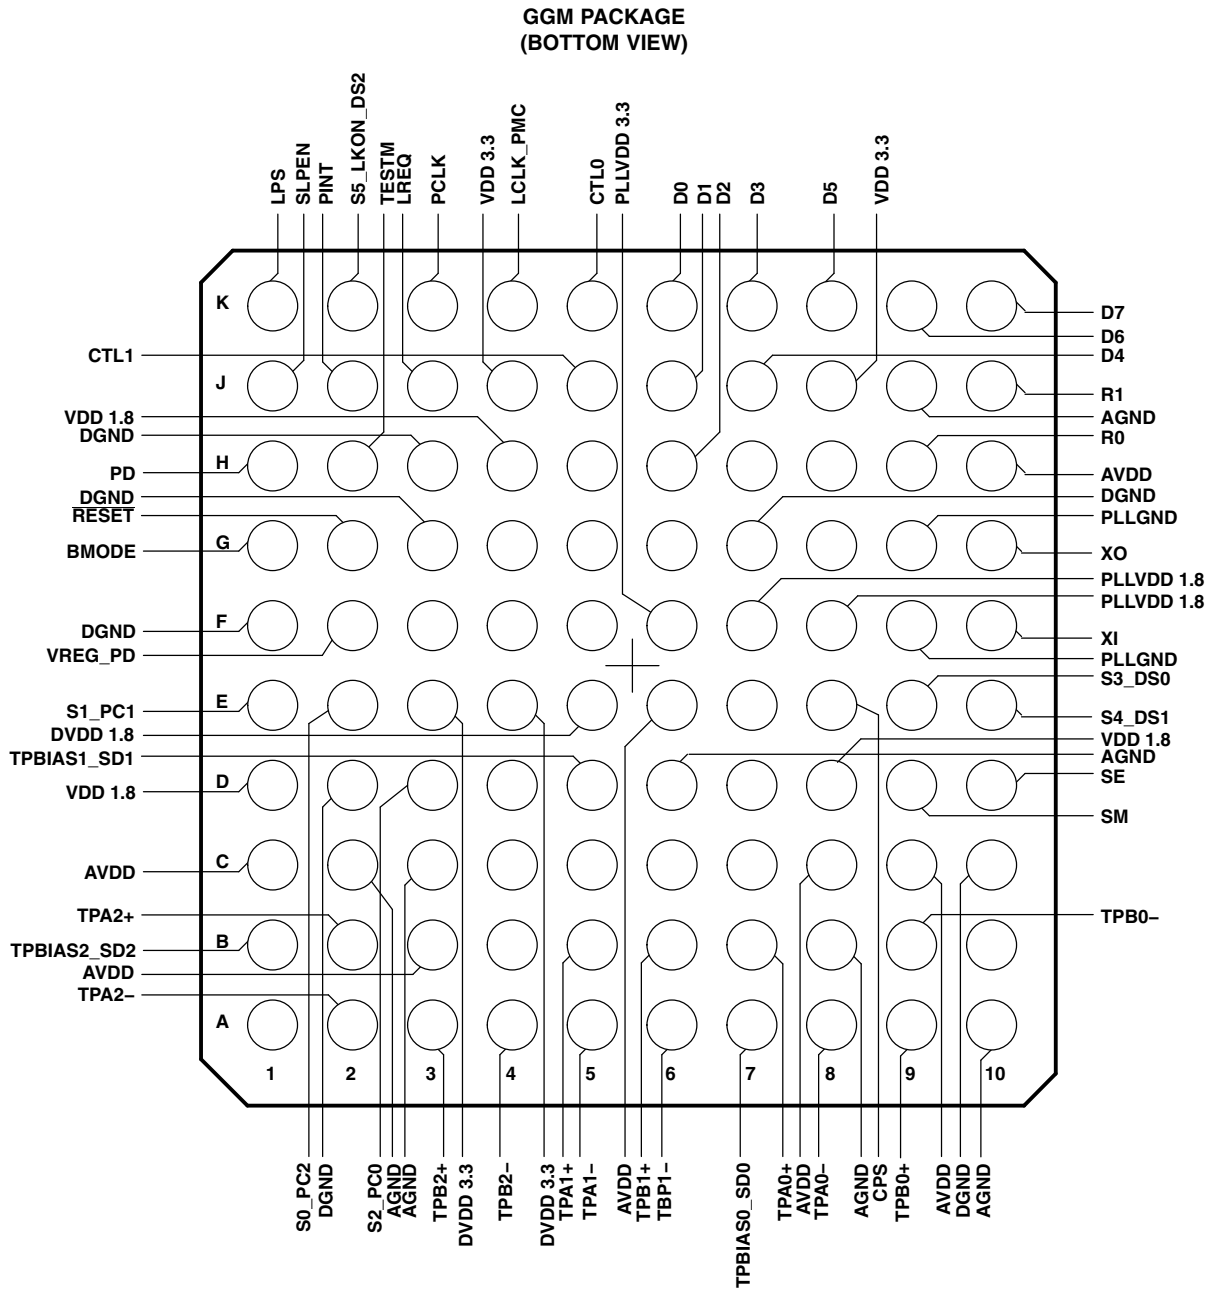 GGM PACKAGE
(BOTTOM VIEW)
LPS
SLPEN
PINT
S5_LKON_DS2
TESTM
LREQ
PCLK
VDD 3.3
LCLK_PMC
CTL0
PLLVDD 3.3
D0
D1
D2
D3
D5
VDD 3.3
K
J
H
G
F
E
D
C
B
A
CTL1
VDD 1.8
DGND
PD
DGND
RESET
BMODE
DGND
VREG_PD
S1_PC1
DVDD 1.8
TPBIAS1_SD1
VDD 1.8
AVDD
TPA2+
TPBIAS2_SD2
AVDD
TPA2−
D7
D6
D4
R1
AGND
R0
AVDD
DGND
PLLGND
XO
PLLVDD 1.8
PLLVDD 1.8
XI
PLLGND
S3_DS0
S4_DS1
VDD 1.8
AGND
SE
SM
TPB0−
1 2 3 4 5 6 7 8 9 10
S0_PC2
DGND
S2_PC0
AGND
AGND
TPB2+
DVDD 3.3
TPB2−
DVDD 3.3
TPA1+
TPA1−
AVDD
TPB1+
TBP1−
TPBIAS0_SD0
TPA0+
AVDD
TPA0−
AGND
CPS
TPB0+
AVDD
DGND
AGND